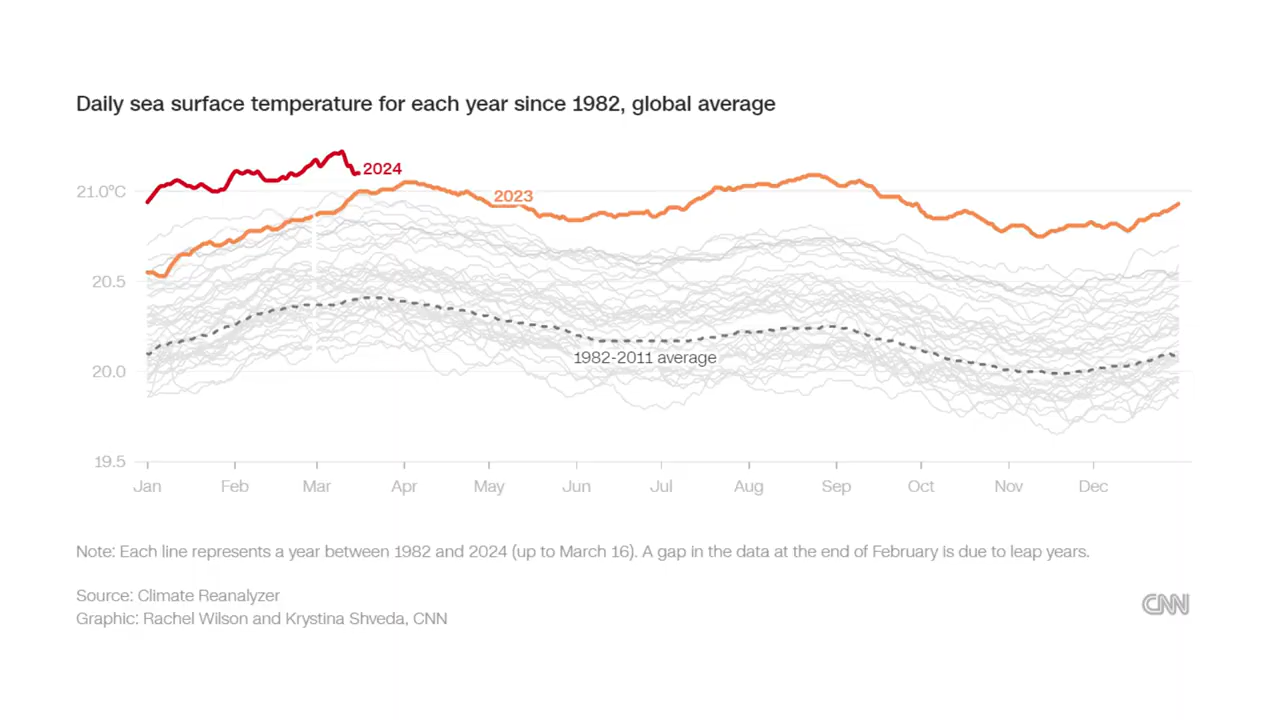 Daily sea surface temperature for each year since 1982, global average
2024
21.0°C
2023
20.5
1982-2011 average
20.0
19.5
Jan Feb Mar Apr May Jun Jul Aug Sep Oct Nov Dec
Note: Each line represents a year between 1982 and 2024 (up to March 16). A gap in the data at the end of February is due to leap years.
Source: Climate Reanalyzer
CNN
Graphic: Rachel Wilson and Krystina Shveda, CNN